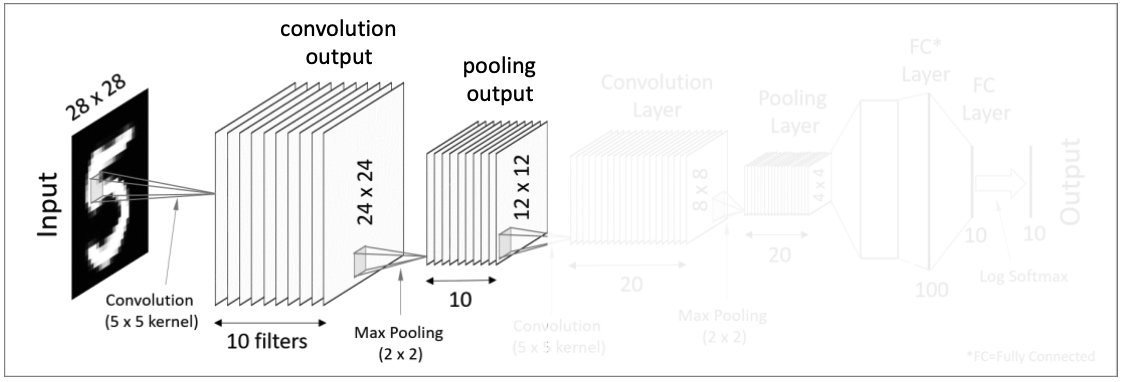 28 x 28
Input
Convolution
(5 x 5 kernel)
convolution
output
24 x 24
10 filters
Max Pooling
(2 x 2)
pooling
output
12 x 12
10
Convolution
(5 x 5 kernel)
Convolution
Layer
8 x 8
20
Max Pooling
(2 x 2)
Pooling
Layer
4 x 4
20
FC*
Layer
100
FC
Layer
10
Log Softmax
10
Output
*FC=Fully Connected